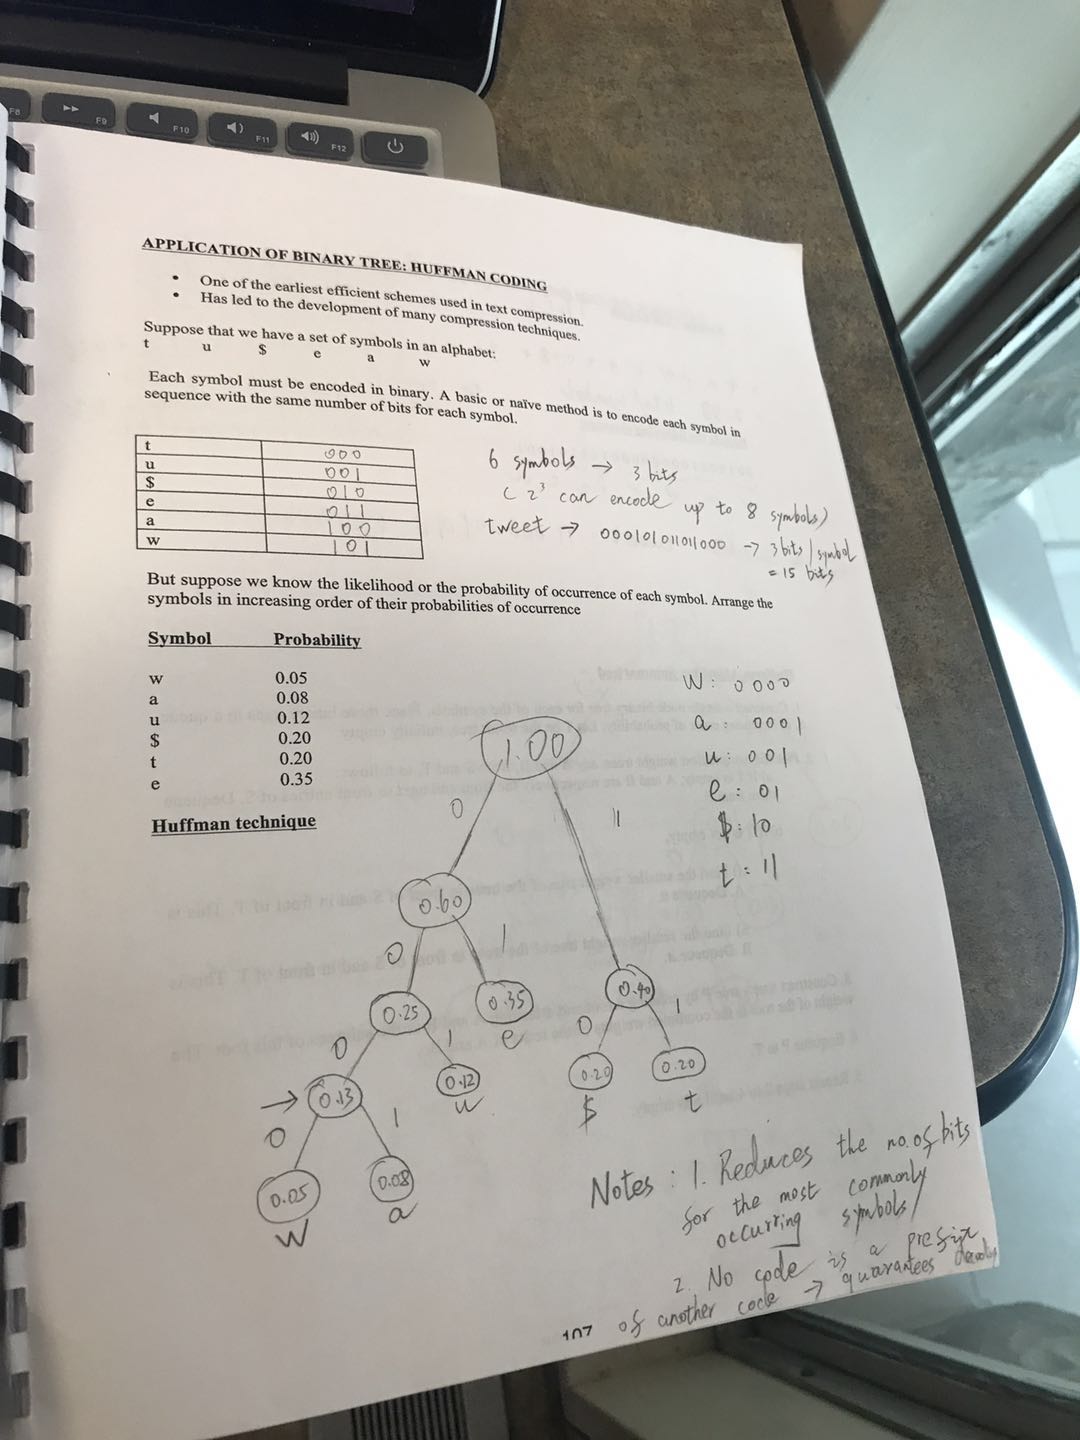 F8
F9
F10
F11
F12
APPLICATION OF BINARY TREE: HUFFMAN CODING
• One of the earliest efficient schemes used in text compression.
• Has led to the development of many compression techniques.
Suppose that we have a set of symbols in an alphabet:
t u $ e a w
Each symbol must be encoded in binary. A basic or naïve method is to encode each symbol in
sequence with the same number of bits for each symbol.
t 000
u 001
$ 010
e 011
a 100
w 101
6 symbols → 3 bits
( 2³ can encode up to 8 symbols)
tweet → 000101011011000 → 3 bits / symbol
= 15 bits
But suppose we know the likelihood or the probability of occurrence of each symbol. Arrange the
symbols in increasing order of their probabilities of occurrence
Symbol Probability
w 0.05
a 0.08
u 0.12
$ 0.20
t 0.20
e 0.35
Huffman technique
W: 0000
a: 0001
u: 001
e: 01
$: 10
t: 11
1.00
0 1
0.60
0 1
0.25 0.35 0.40
e
0 1 0 1
→ 0.13 0.12 0.20 0.20
u $ t
0 1
0.05 0.08
W a
Notes: 1. Reduces the no. of bits
for the most commonly
occurring symbols
2. No code is a prefix
of another code → guarantees
107